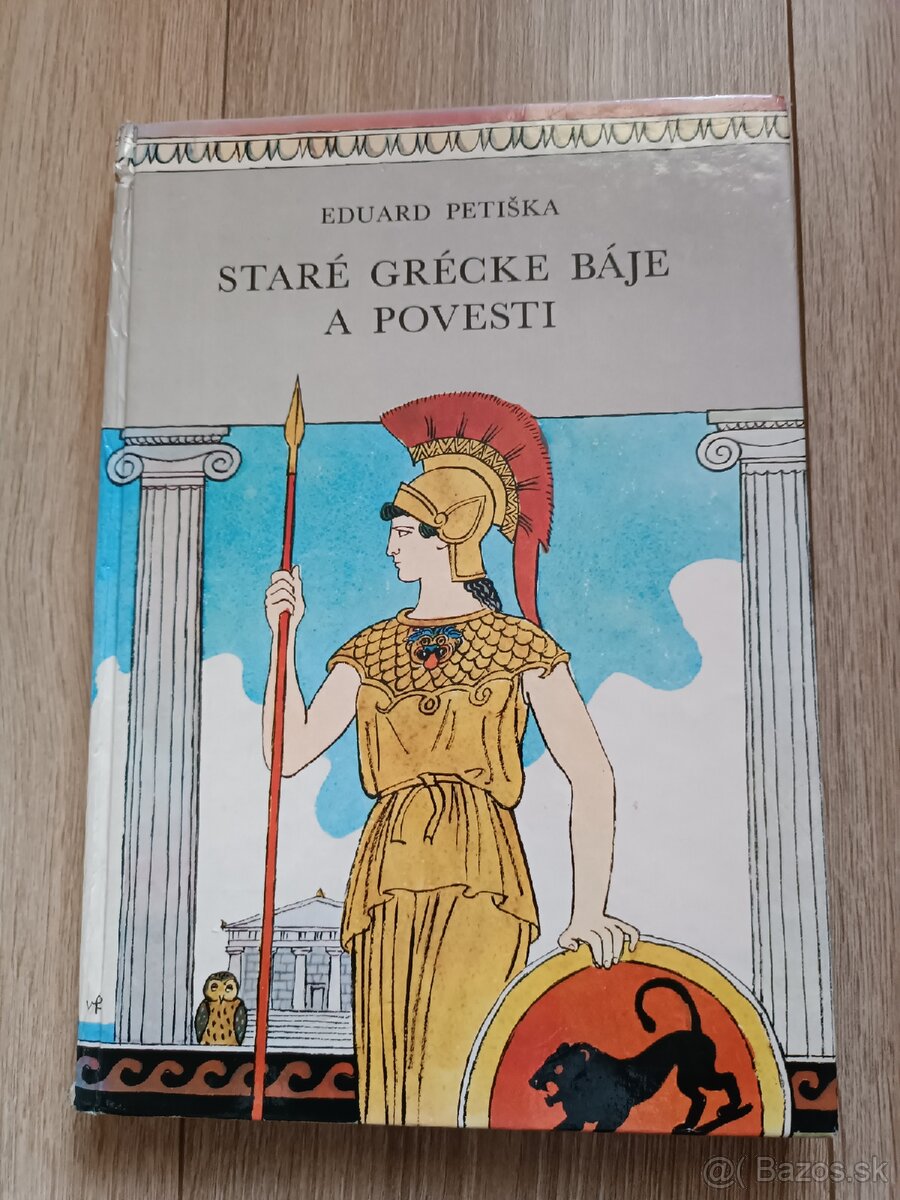 EDUARD PETIŠKA
STARÉ GRÉCKE BÁJE
A POVESTI
@( Bazos.sk